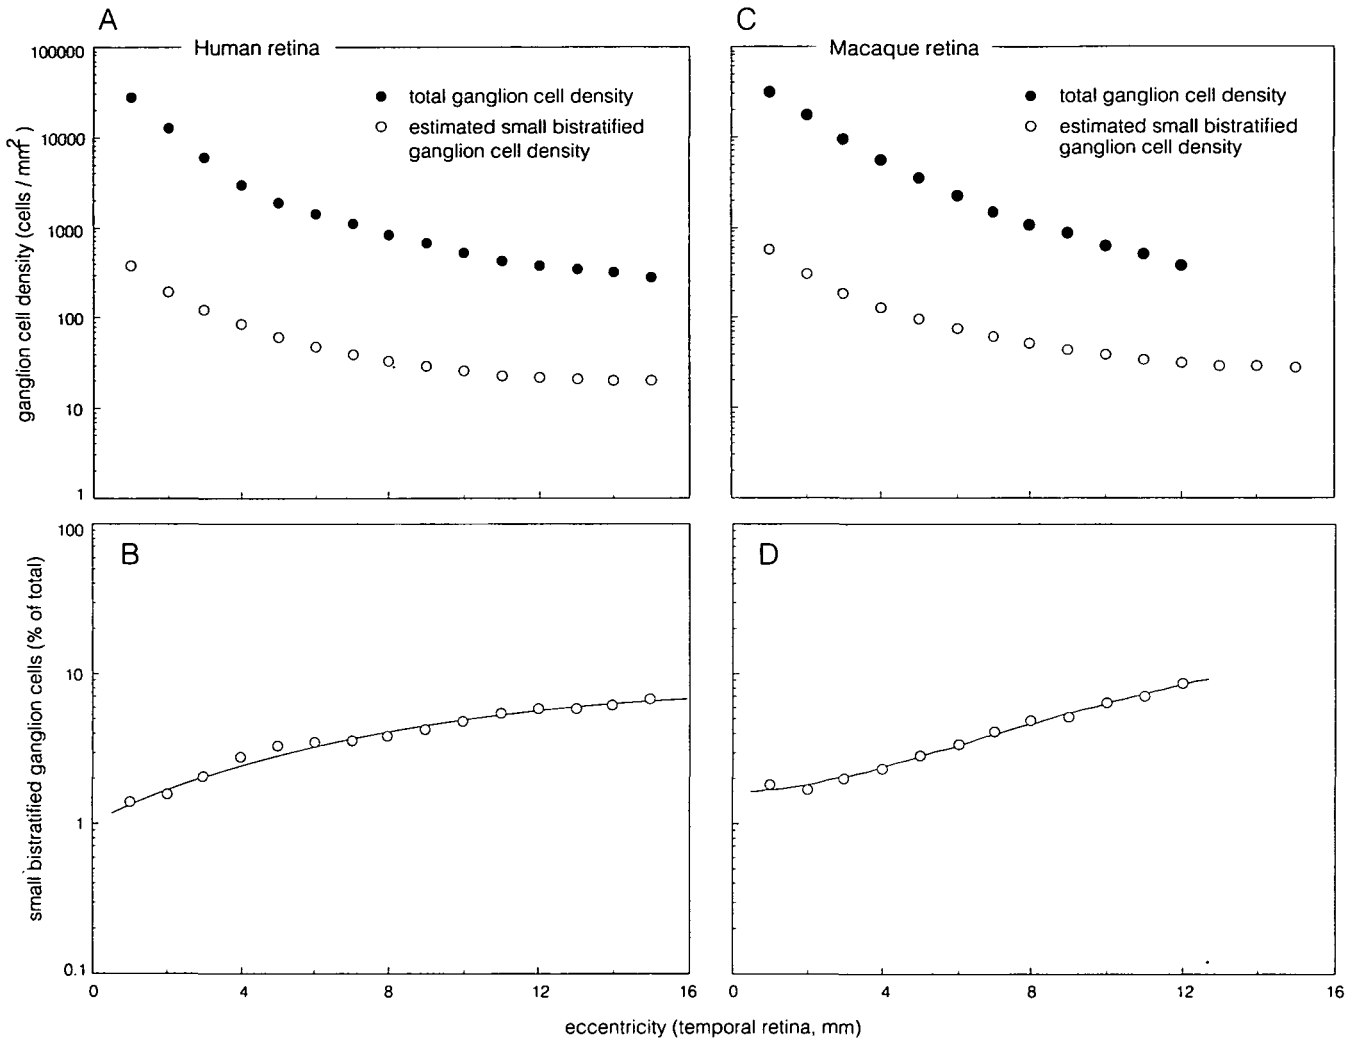 A
Human retina
total ganglion cell density
estimated small bistratified
ganglion cell density
100000
10000
1000
100
10
1
ganglion cell density (cells / mm²)
C
Macaque retina
total ganglion cell density
estimated small bistratified
ganglion cell density
B
100
10
1
0.1
small bistratified ganglion cells (% of total)
0 4 8 12 16
D
0 4 8 12 16
eccentricity (temporal retina, mm)